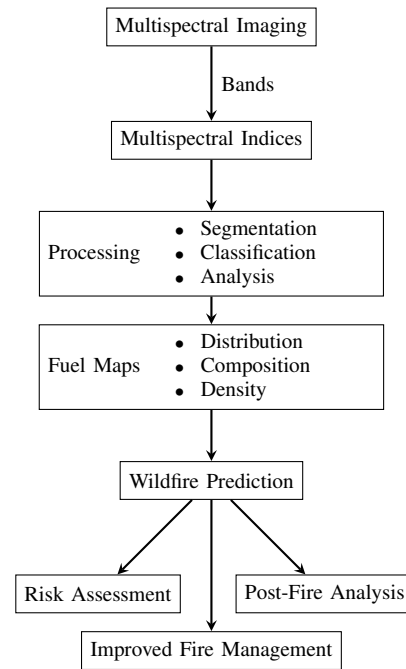 Multispectral Imaging
Bands
Multispectral Indices
Processing
• Segmentation
• Classification
• Analysis
Fuel Maps
• Distribution
• Composition
• Density
Wildfire Prediction
Risk Assessment
Post-Fire Analysis
Improved Fire Management